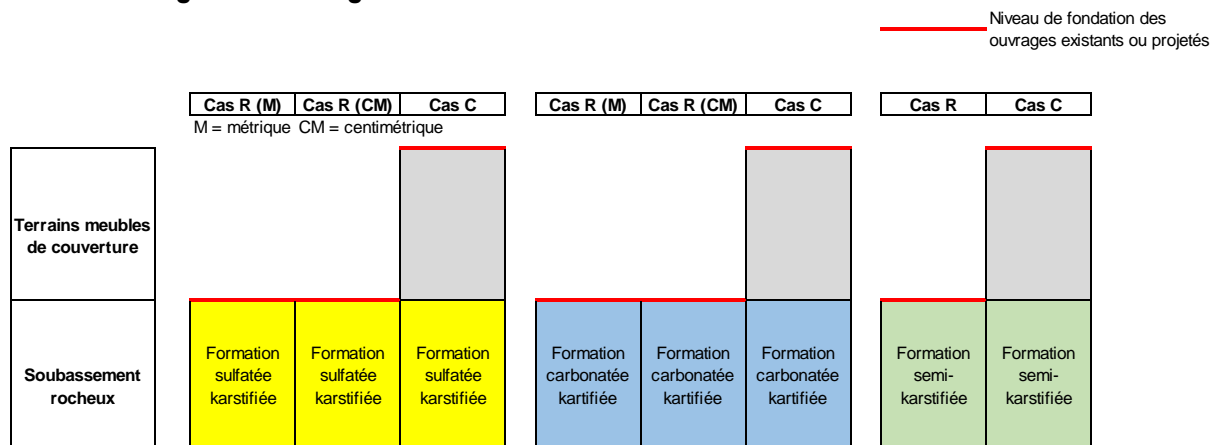 Niveau de fondation des
ouvrages existants ou projetés
Cas R (M) Cas R (CM) Cas C Cas R (M) Cas R (CM) Cas C Cas R Cas C
M = métrique CM = centimétrique
Terrains meubles
de couverture
Soubassement
rocheux
Formation
sulfatée
karstifiée
Formation
sulfatée
karstifiée
Formation
sulfatée
karstifiée
Formation
carbonatée
kartifiée
Formation
carbonatée
kartifiée
Formation
carbonatée
kartifiée
Formation
semi-
karstifiée
Formation
semi-
karstifiée